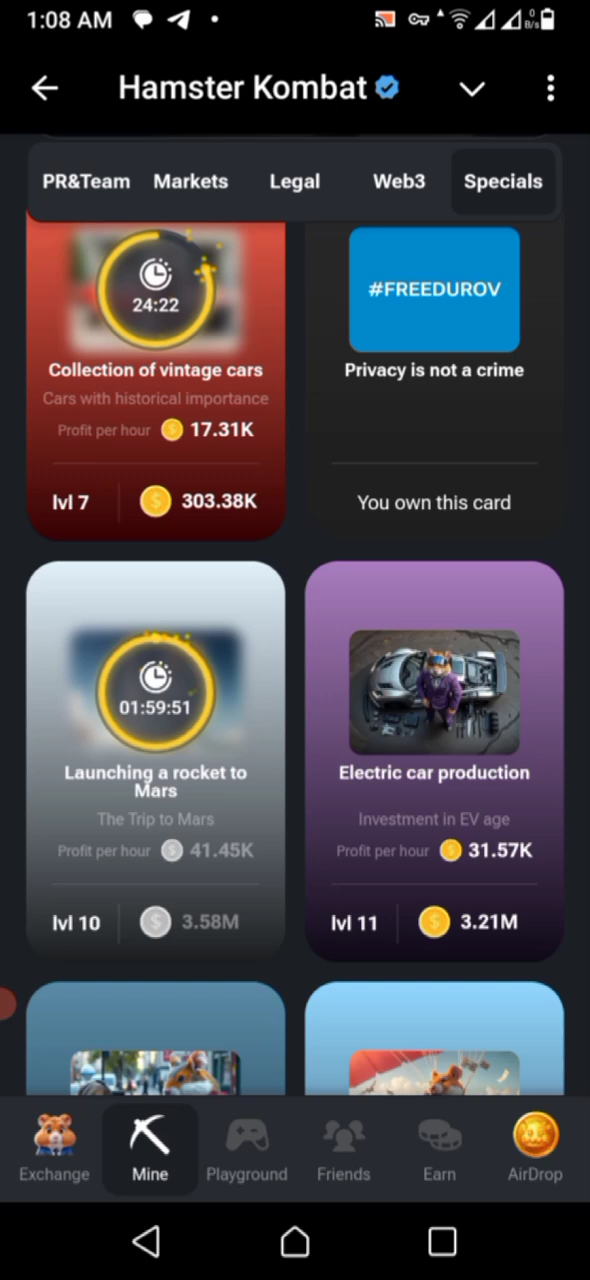 1:08 AM
0
B/s
Hamster Kombat
PR&Team Markets Legal Web3 Specials
24:22
Collection of vintage cars
Cars with historical importance
Profit per hour 17.31K
lvl 7 303.38K
#FREEDUROV
Privacy is not a crime
You own this card
01:59:51
Launching a rocket to
Mars
The Trip to Mars
Profit per hour 41.45K
lvl 10 3.58M
Electric car production
Investment in EV age
Profit per hour 31.57K
lvl 11 3.21M
Exchange Mine Playground Friends Earn AirDrop